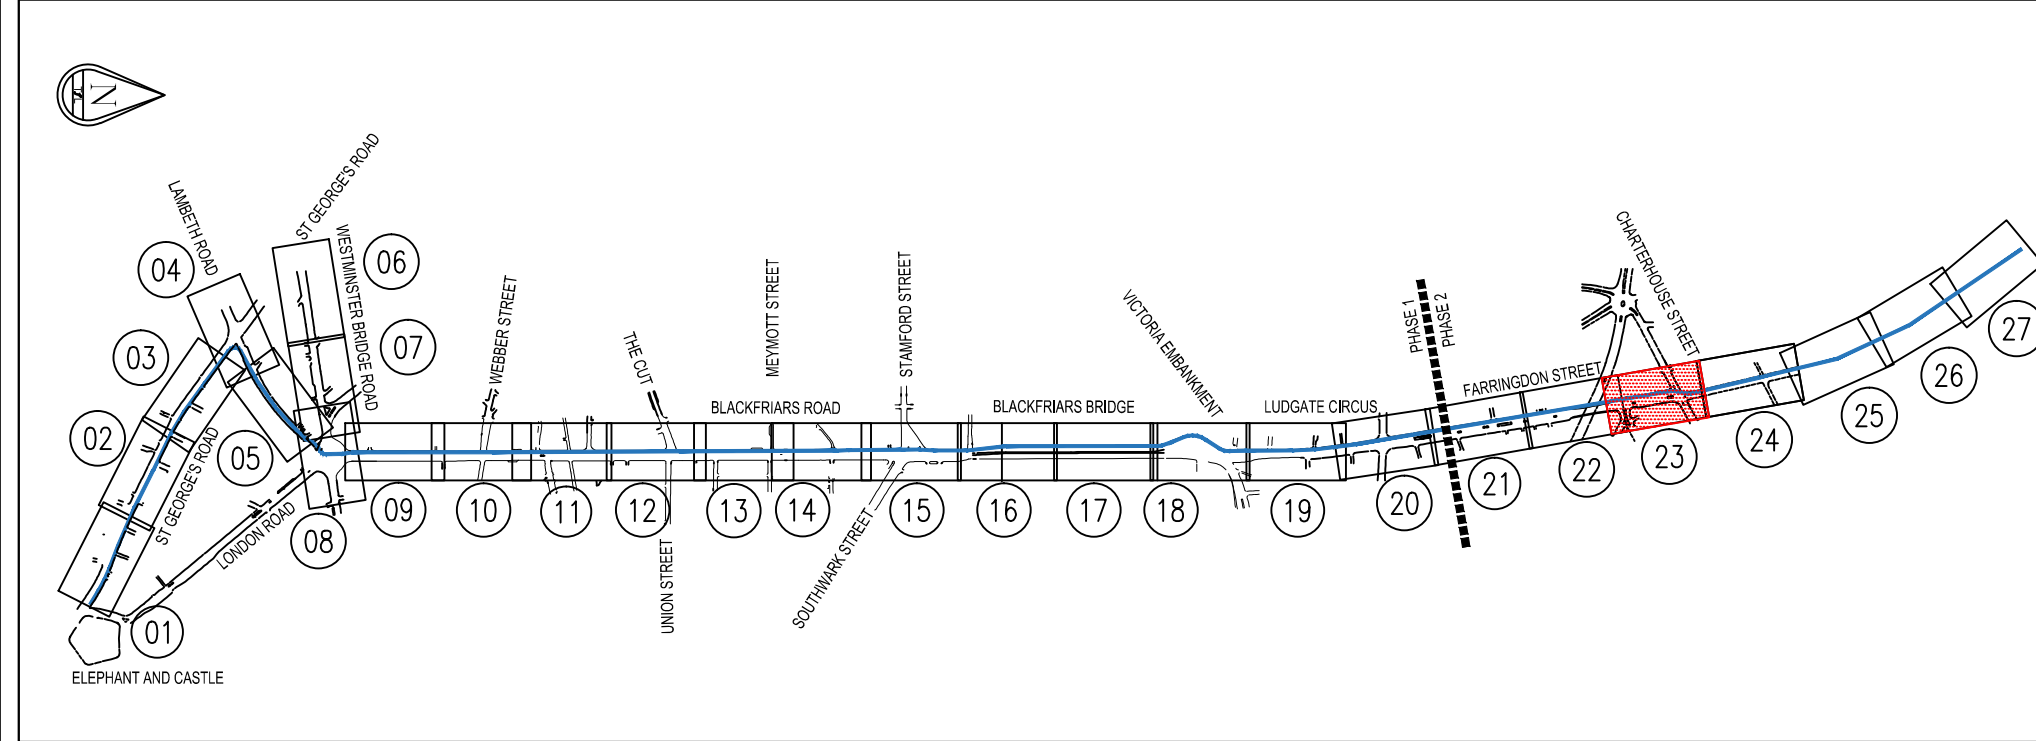 N
ST GEORGE'S ROAD
LAMBETH ROAD
WESTMINSTER BRIDGE ROAD
04
06
03
07
02
05
ST GEORGE'S ROAD
LONDON ROAD
08
01
ELEPHANT AND CASTLE
09
WEBBER STREET
10
11
THE CUT
12
UNION STREET
BLACKFRIARS ROAD
13
MEYMOTT STREET
14
STAMFORD STREET
15
SOUTHWARK STREET
BLACKFRIARS BRIDGE
16
17
VICTORIA EMBANKMENT
18
LUDGATE CIRCUS
19
20
PHASE 1
PHASE 2
FARRINGDON STREET
21
22
CHARTERHOUSE STREET
23
24
25
26
27